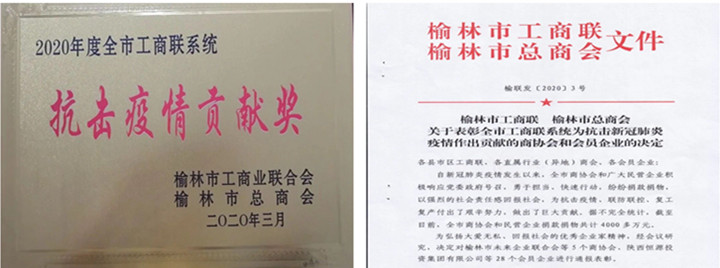 2020年度全市工商联系统
抗击疫情贡献奖
榆林市工商业联合会
榆林市总商会
二〇二〇年三月
榆林市工商联
榆林市总商会
文件
榆联发〔2020〕3号
榆林市工商联 榆林市总商会
关于表彰全市工商联系统为抗击新冠肺炎
疫情作出贡献的商协会和会员企业的决定
各县市区工商联、各直属行业（异地）商会、各会员企业：
自新冠肺炎疫情发生以来，全市商协会和广大民营企业积
极响应党委政府号召，勇于担当、快速行动，纷纷捐款捐物，
以强烈的社会责任感回报社会，为抗击疫情、联防联控、复工
复产付出了艰辛努力，做出了巨大贡献。据不完全统计，截至
目前，全市商协会和民营企业捐款捐物共计4000多万元。
为弘扬大爱无私、回报社会的优秀企业家精神，经会议研
究，决定对榆林市未来企业联合会等5个商协会、陕西恒源投
资集团有限公司等28个会员企业进行通报表彰。